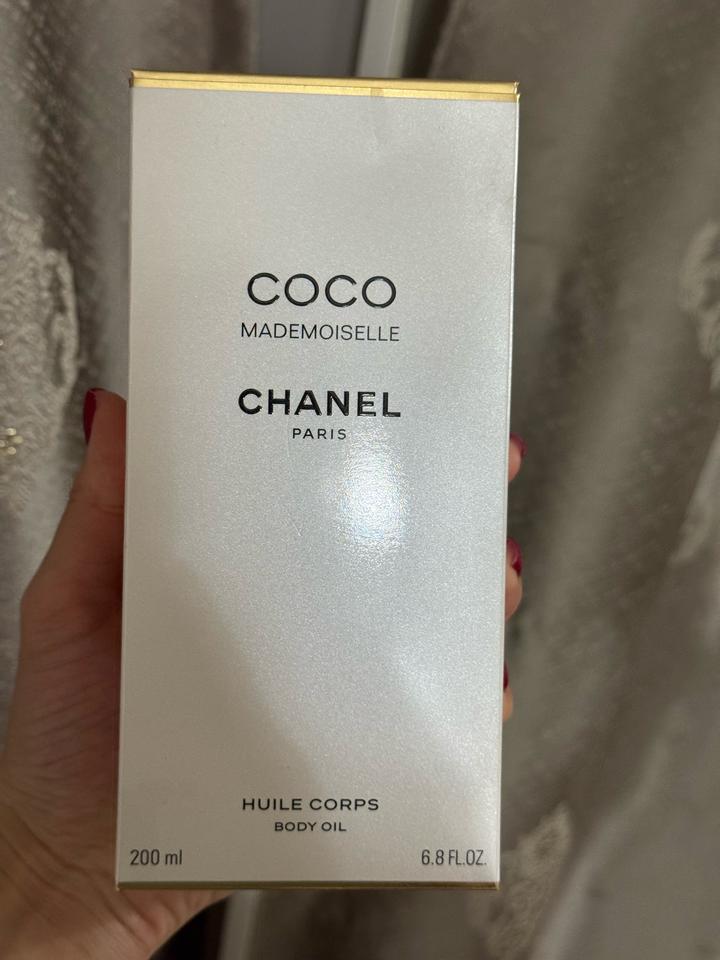 COCO
MADEMOISELLE
CHANEL
PARIS
HUILE CORPS
BODY OIL
200 ml 6.8 FL.OZ.